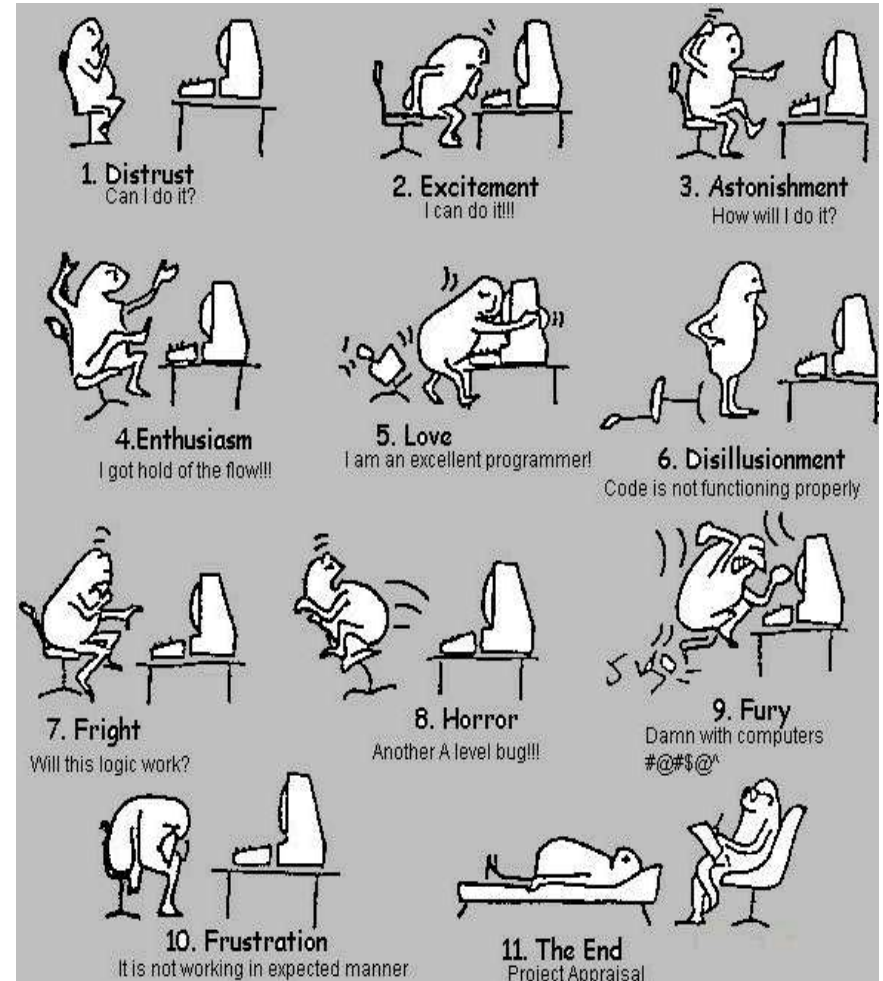 1. Distrust
Can I do it?
2. Excitement
I can do it!!!
3. Astonishment
How will I do it?
4.Enthusiasm
I got hold of the flow!!!
5. Love
I am an excellent programmer!
6. Disillusionment
Code is not functioning properly
7. Fright
Will this logic work?
8. Horror
Another A level bug!!!
9. Fury
Damn with computers
#@#$@^
10. Frustration
It is not working in expected manner
11. The End
Project Appraisal